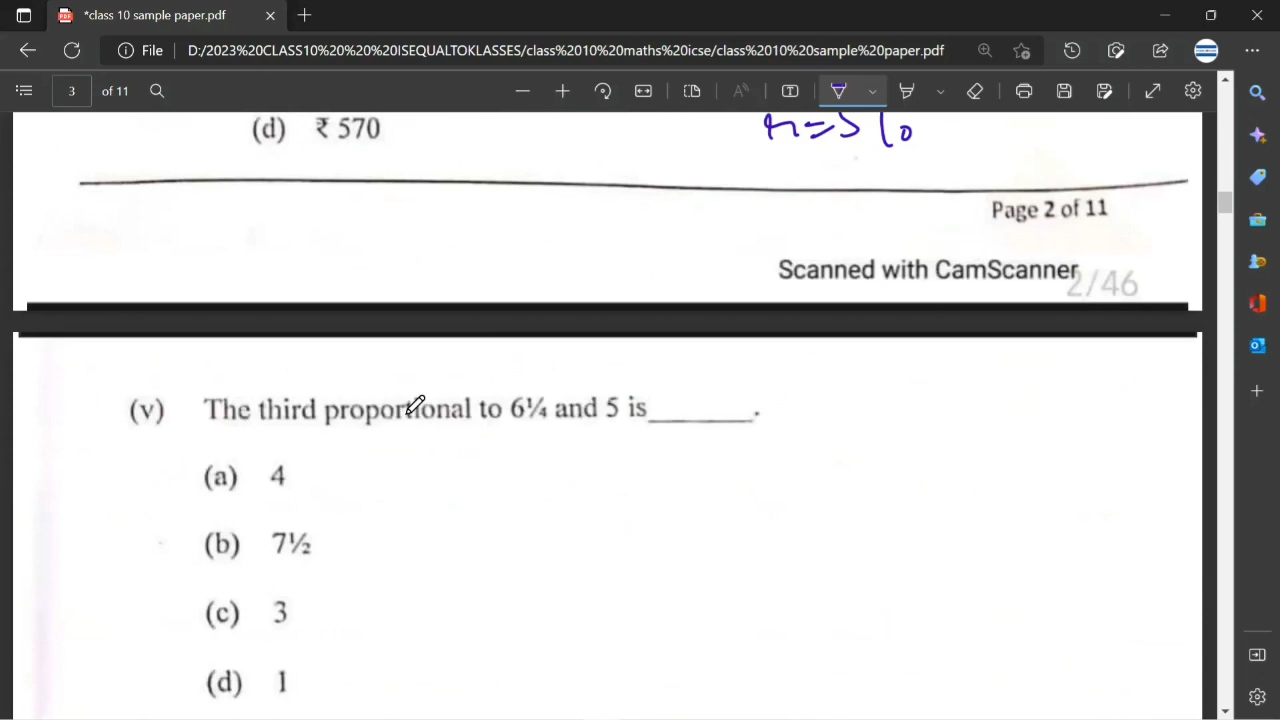 *class 10 sample paper.pdf
File D:/2023%20CLASS10%20%20%20ISEQUALTOKLASSES/class%2010%20maths%20icse/class%2010%20sample%20paper.pdf
3 of 11
(d) ₹ 570
r=5%
Page 2 of 11
Scanned with CamScanner
2/46
(v) The third proportional to 6¼ and 5 is_______.
(a) 4
(b) 7½
(c) 3
(d) 1